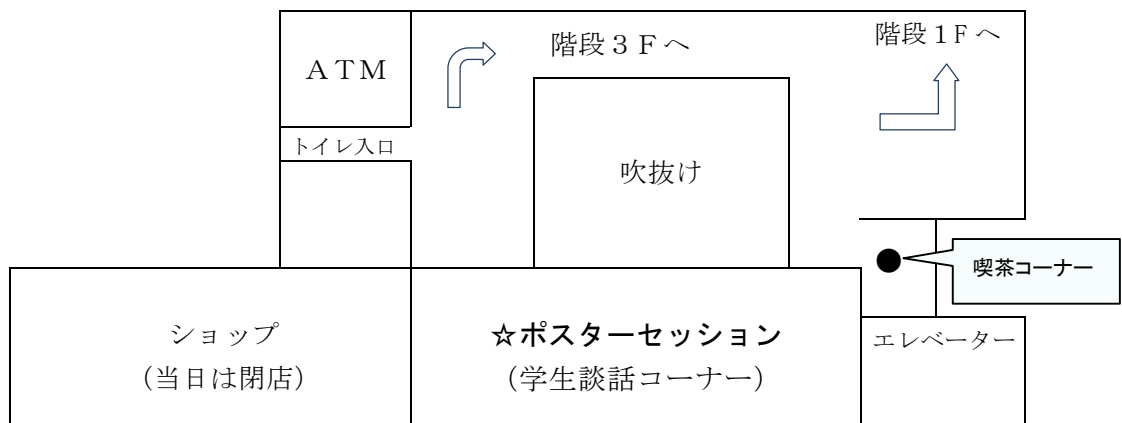 階段３Ｆへ
階段１Ｆへ
ＡＴＭ
トイレ入口
吹抜け
喫茶コーナー
ショップ
（当日は閉店）
☆ポスターセッション
（学生談話コーナー）
エレベーター